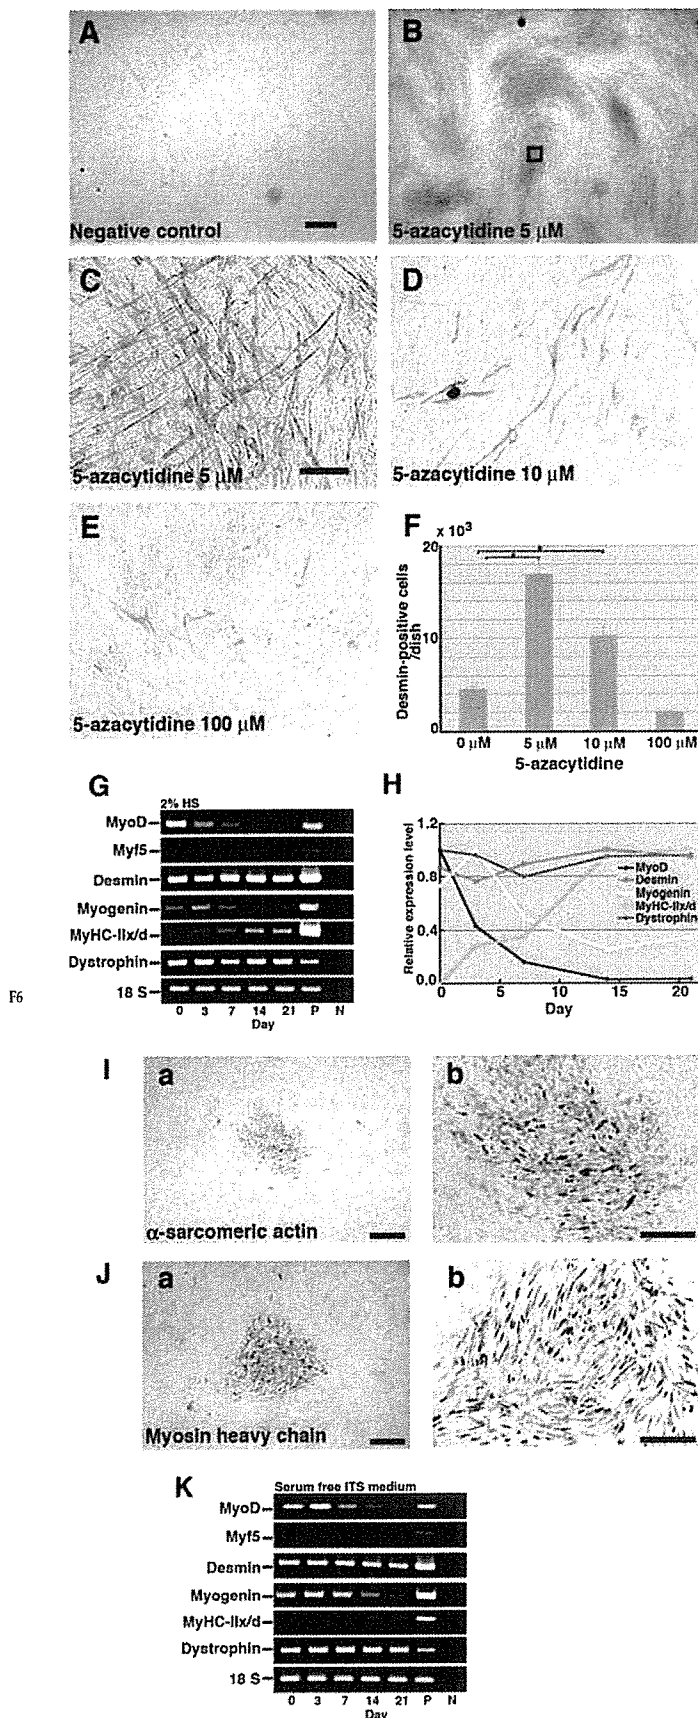 A
Negative control
B
5-azacytidine 5 μM
C
5-azacytidine 5 μM
D
5-azacytidine 10 μM
E
5-azacytidine 100 μM
F
x 10³
20
10
0
Desmin-positive cells
/dish
0 μM
5 μM
10 μM
100 μM
5-azacytidine
G
2% HS
MyoD
Myf5
Desmin
Myogenin
MyHC-IIx/d
Dystrophin
18 S
0 3 7 14 21 P N
Day
H
1.2
0.8
0.4
0.0
Relative expression level
MyoD
Desmin
Myogenin
MyHC-IIx/d
Dystrophin
0 5 10 15 20
Day
F6
I
a
α-sarcomeric actin
b
J
a
Myosin heavy chain
b
K
Serum free ITS medium
MyoD
Myf5
Desmin
Myogenin
MyHC-IIx/d
Dystrophin
18 S
0 3 7 14 21 P N
Day